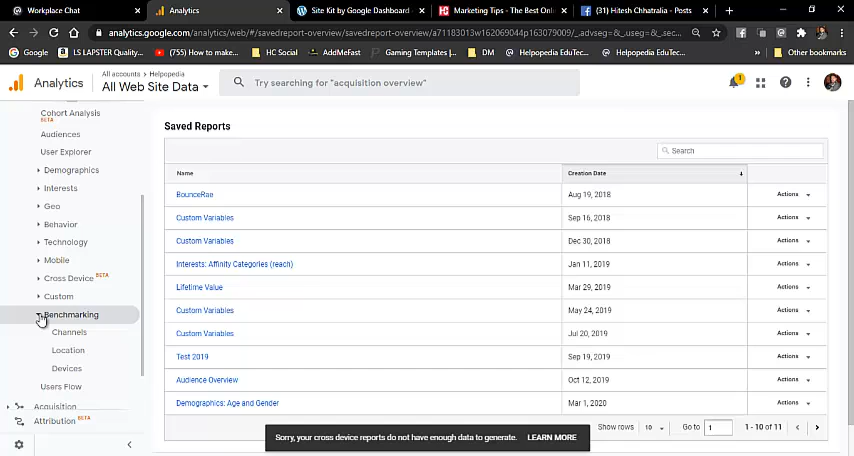 Workplace Chat
Analytics
Site Kit by Google Dashboard
Marketing Tips - The Best Onli
(31) Hitesh Chhatralia - Posts
analytics.google.com/analytics/web/#/savedreport-overview/savedreport-overview/a71183013w162069044p163079009/_advseg=&_useg=&_sec...
Google
LS LAPSTER Quality...
(755) How to make...
HC Social
AddMeFast
Gaming Templates |...
DM
Helpopedia EduTec...
Helpopedia EduTec...
»
Other bookmarks
Analytics
All accounts > Helpopedia
All Web Site Data
Try searching for "acquisition overview"
1
Cohort Analysis
BETA
Audiences
User Explorer
Demographics
Interests
Geo
Behavior
Technology
Mobile
Cross Device BETA
Custom
Benchmarking
Channels
Location
Devices
Users Flow
Acquisition
Attribution BETA
Saved Reports
Search
Name Creation Date
BounceRae Aug 19, 2018 Actions
Custom Variables Sep 16, 2018 Actions
Custom Variables Dec 30, 2018 Actions
Interests: Affinity Categories (reach) Jan 11, 2019 Actions
Lifetime Value Mar 29, 2019 Actions
Custom Variables May 24, 2019 Actions
Custom Variables Jul 20, 2019 Actions
Test 2019 Sep 19, 2019 Actions
Audience Overview Oct 12, 2019 Actions
Demographics: Age and Gender Mar 1, 2020 Actions
Show rows 10 Go to 1 1 - 10 of 11
Sorry, your cross device reports do not have enough data to generate. LEARN MORE